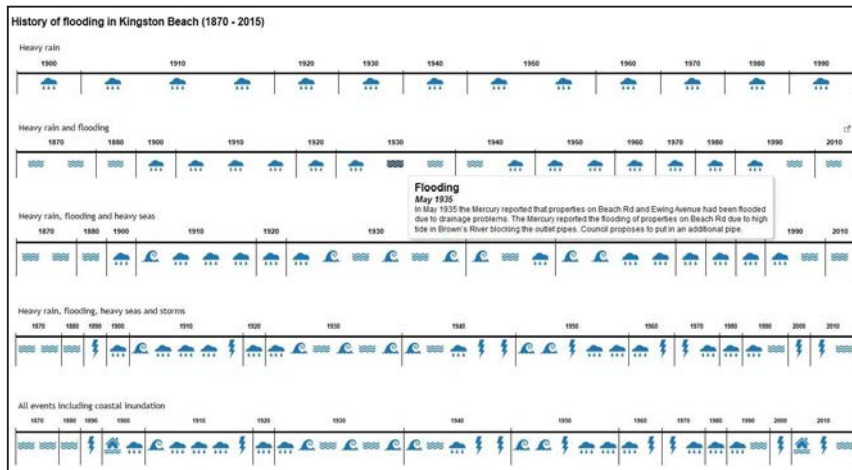 History of flooding in Kingston Beach (1870 - 2015)
Heavy rain
1900 1910 1920 1930 1940 1950 1960 1970 1980 1990
Heavy rain and flooding
1870 1880 1900 1910 1920 1930 1940 1950 1960 1970 1980 1990 2010
Flooding
May 1935
In May 1935 the Mercury reported that properties on Beach Rd and Ewing Avenue had been flooded
due to drainage problems. The Mercury reported the flooding of properties on Beach Rd due to high
tide in Brown's River blocking the outlet pipes. Council proposes to put in an additional pipe.
Heavy rain, flooding and heavy seas
1870 1880 1900 1910 1920 1930 1990 2010
Heavy rain, flooding, heavy seas and storms
1870 1880 1890 1900 1910 1920 1930 1940 1950 1960 1970 1980 1990 2000 2010
All events including coastal inundation
1870 1880 1890 1900 1910 1920 1930 1940 1950 1960 1970 1980 1990 2000 2010